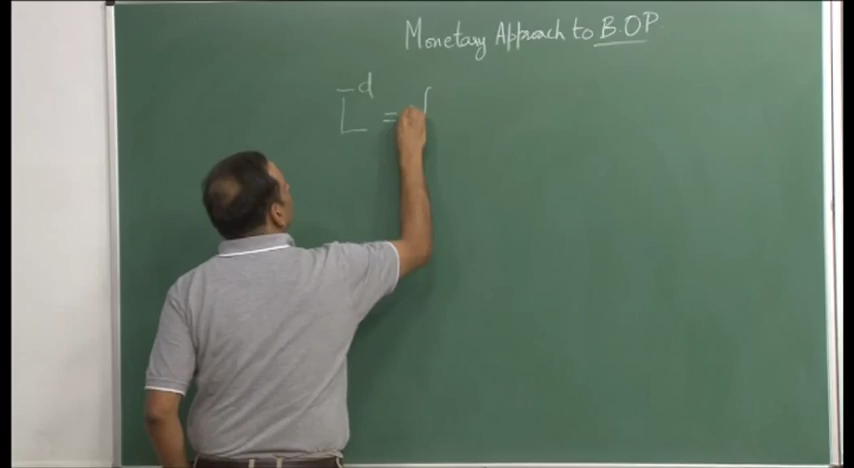 Monetary Approach to B.O.P
L̅ᵈ = f